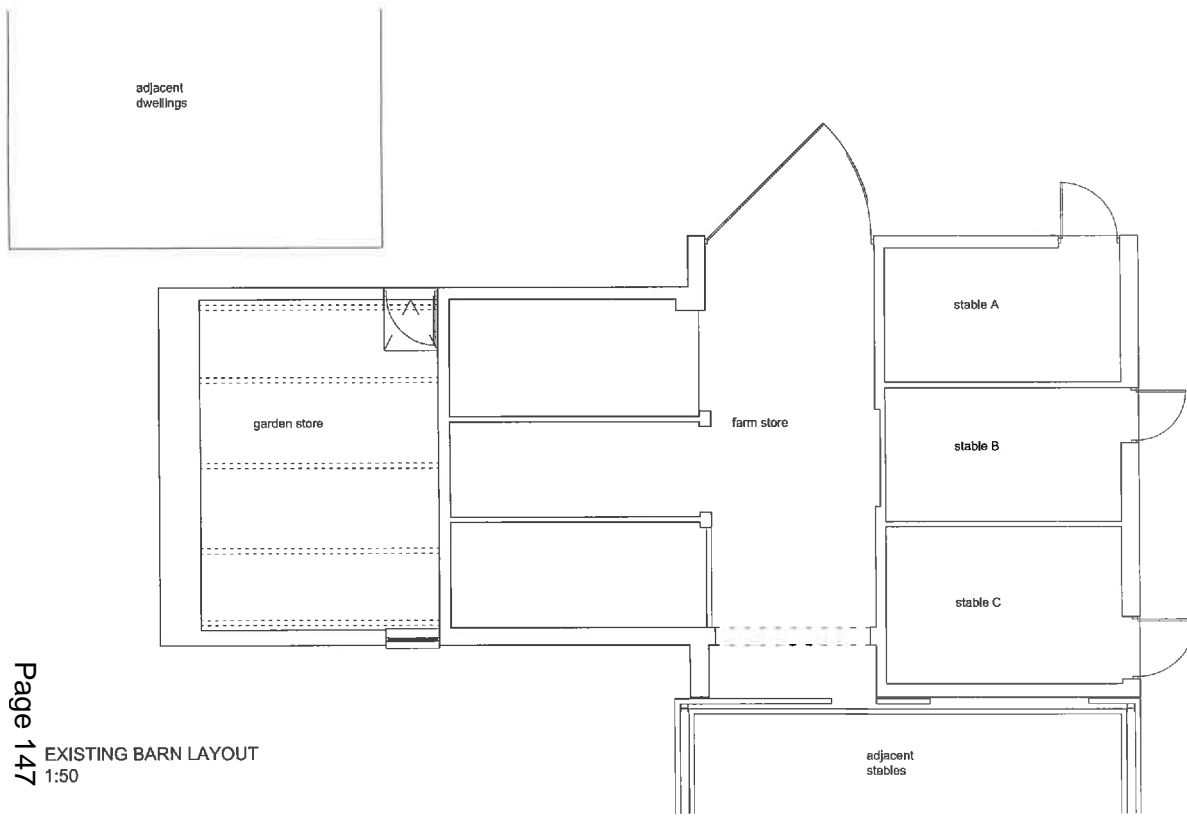 adjacent
dwellings
stable A
garden store
farm store
stable B
stable C
adjacent
stables
EXISTING BARN LAYOUT
1:50
Page 147